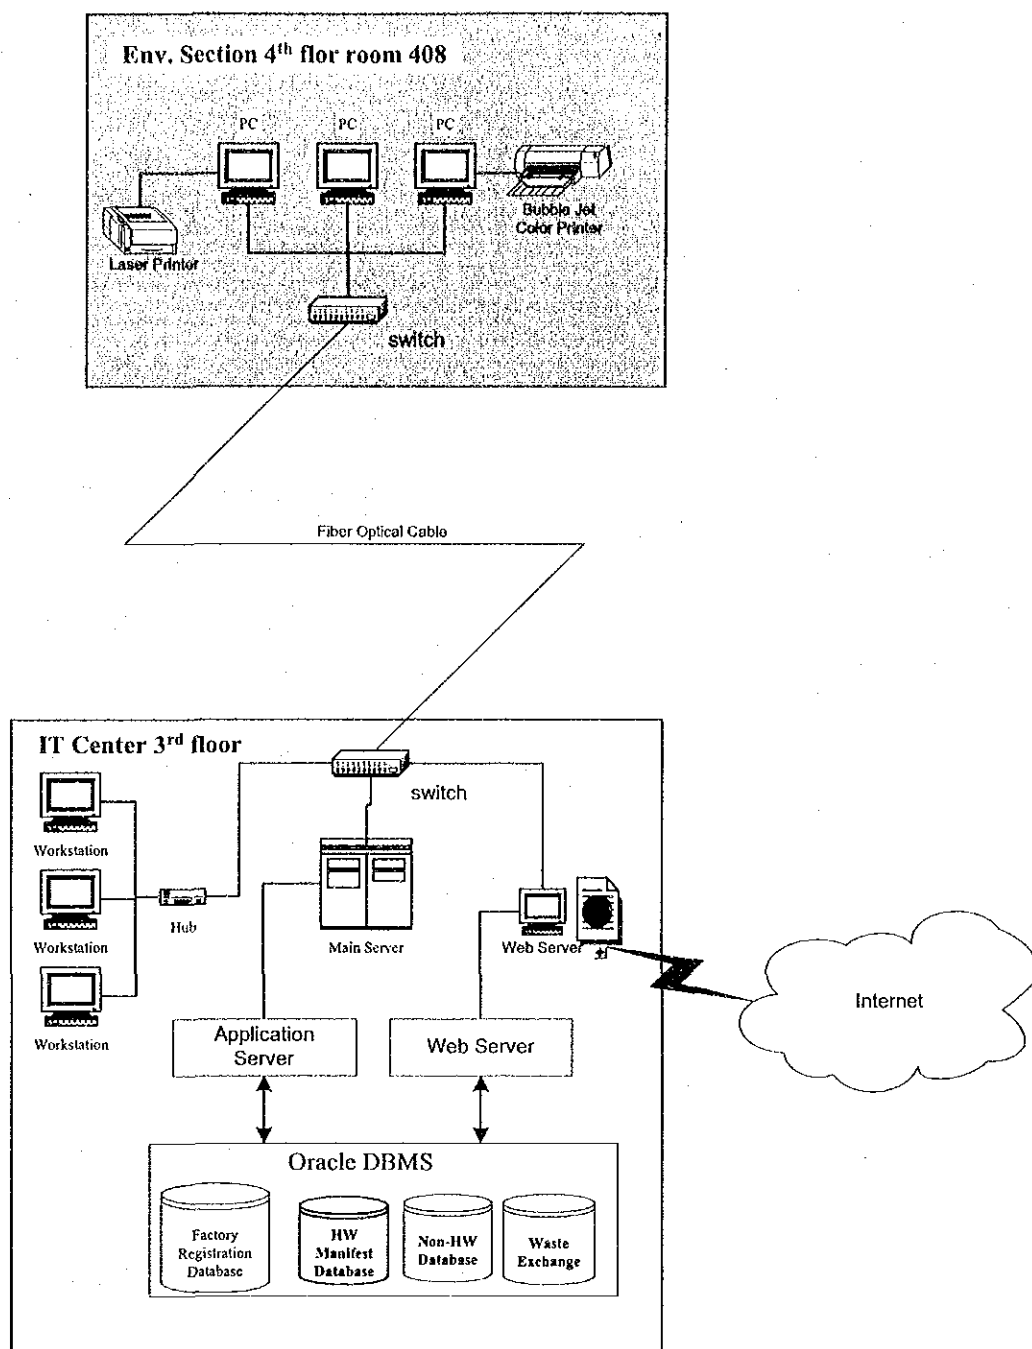 Env. Section 4th flor room 408
PC
PC
PC
Laser Printor
Bubble Jet
Color Printer
switch
Fiber Optical Cable
IT Center 3rd floor
switch
Workstation
Workstation
Workstation
Hub
Main Server
Web Server
Internet
Application
Server
Web Server
Oracle DBMS
Factory
Registration
Database
HW
Manifest
Database
Non-HW
Database
Waste
Exchange